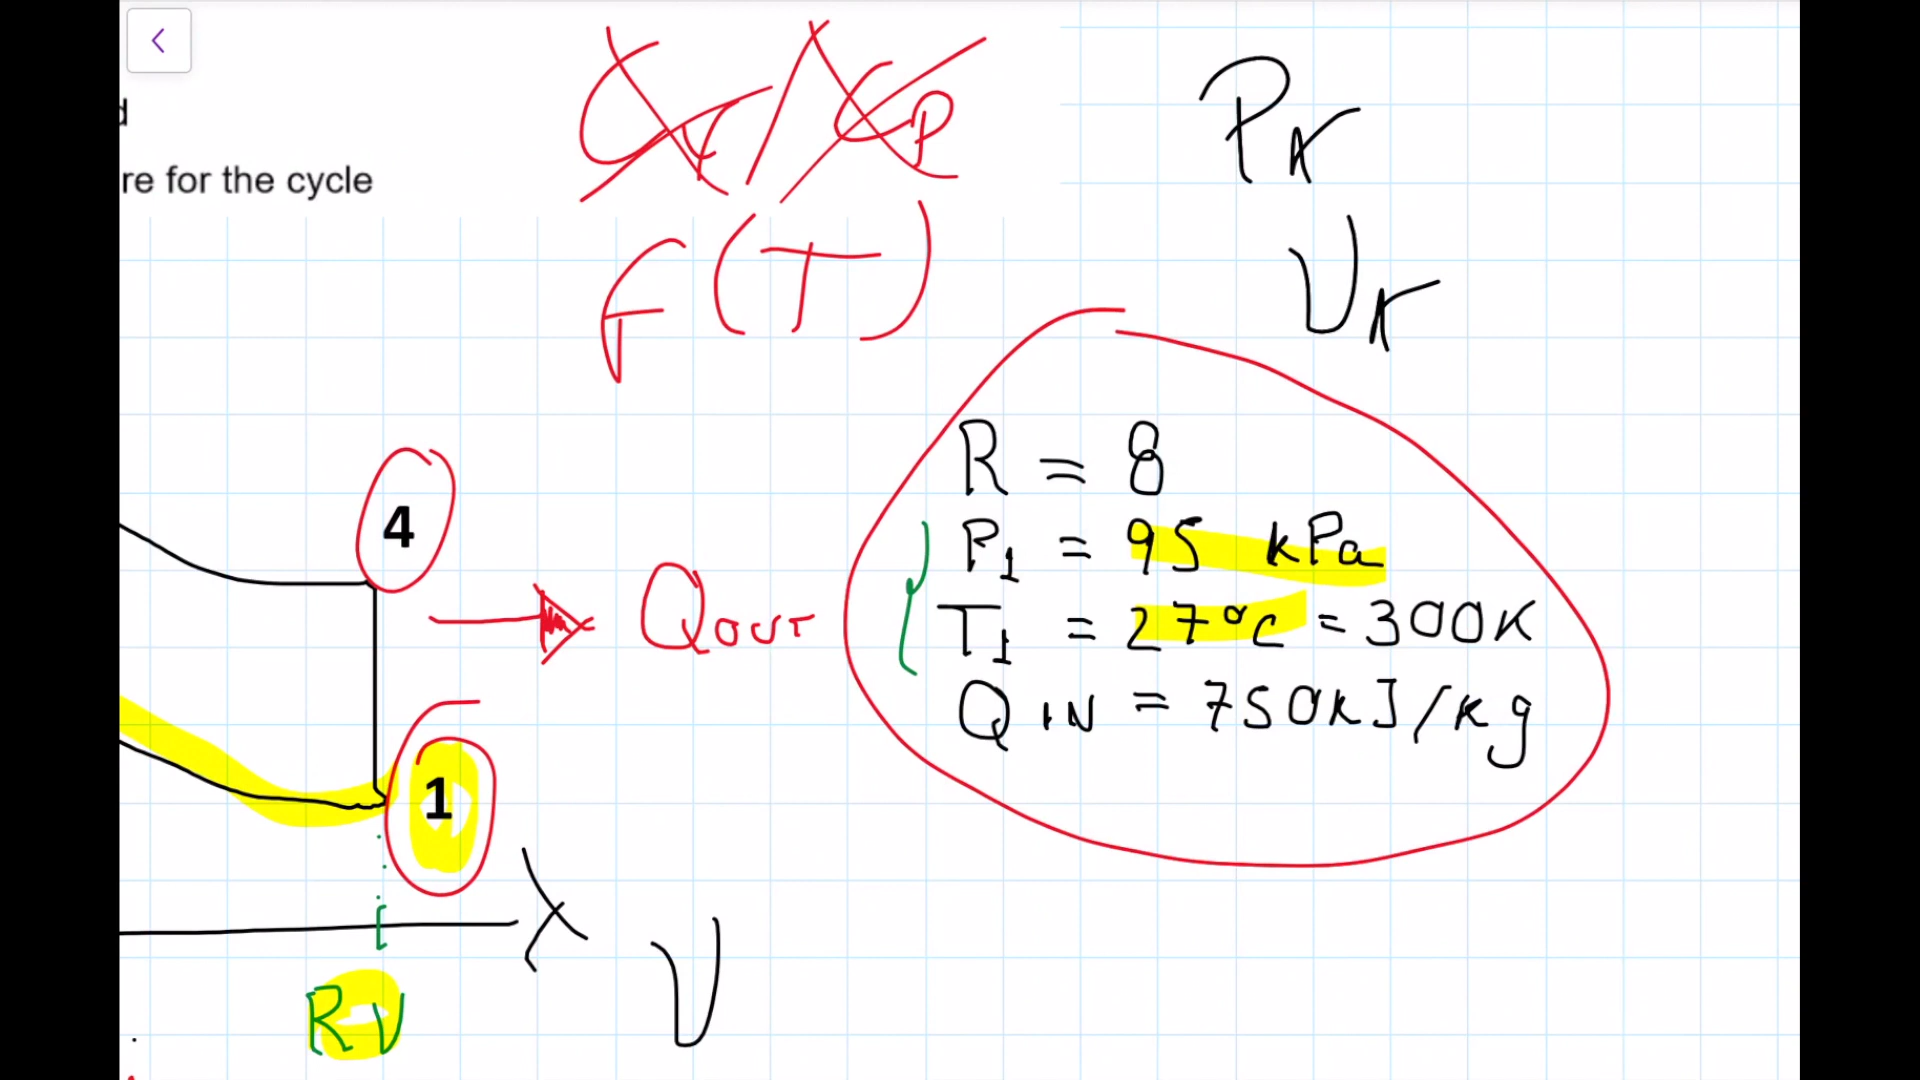 d
re for the cycle
Cv / Cp
F(T)
Pr
Vr
R = 8
P1 = 95 kPa
T1 = 27°C = 300K
QIN = 750kJ/kg
4
QOUT
1
V
RV